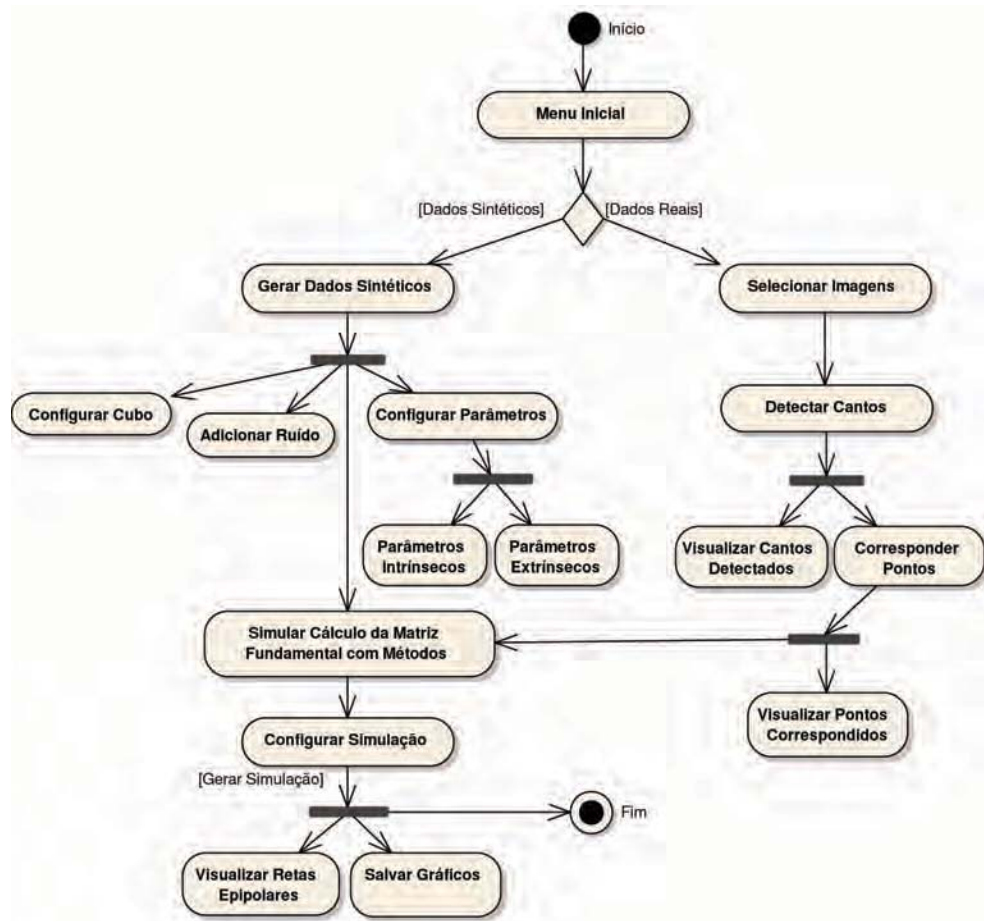 Início
Menu Inicial
[Dados Sintéticos]
[Dados Reais]
Gerar Dados Sintéticos
Selecionar Imagens
Configurar Cubo
Adicionar Ruído
Configurar Parâmetros
Detectar Cantos
Parâmetros
Intrínsecos
Parâmetros
Extrínsecos
Visualizar Cantos
Detectados
Corresponder
Pontos
Simular Cálculo da Matriz
Fundamental com Métodos
Visualizar Pontos
Correspondidos
Configurar Simulação
[Gerar Simulação]
Fim
Visualizar Retas
Epipolares
Salvar Gráficos